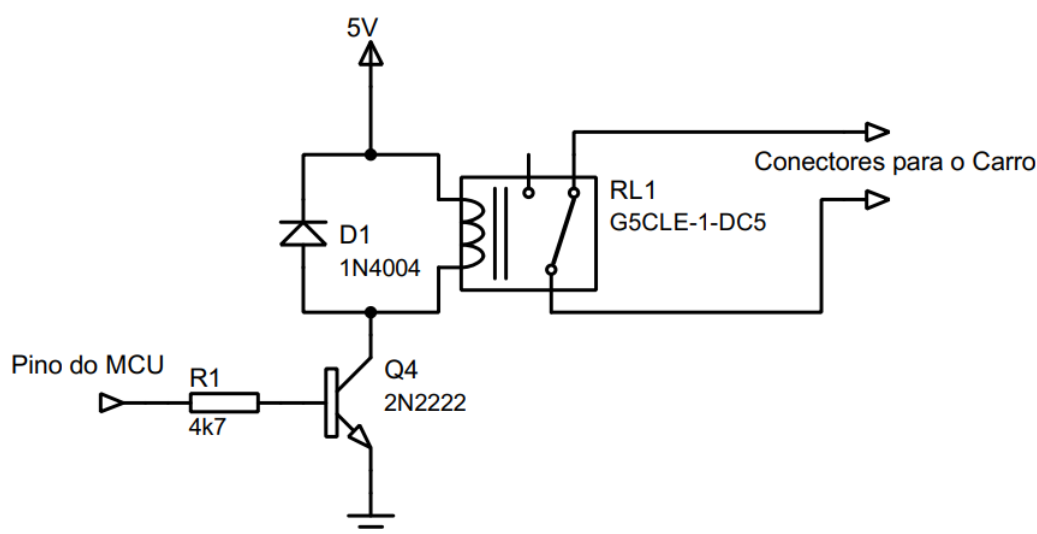 5V
Conectores para o Carro
RL1
G5CLE-1-DC5
D1
1N4004
Pino do MCU
R1
4k7
Q4
2N2222